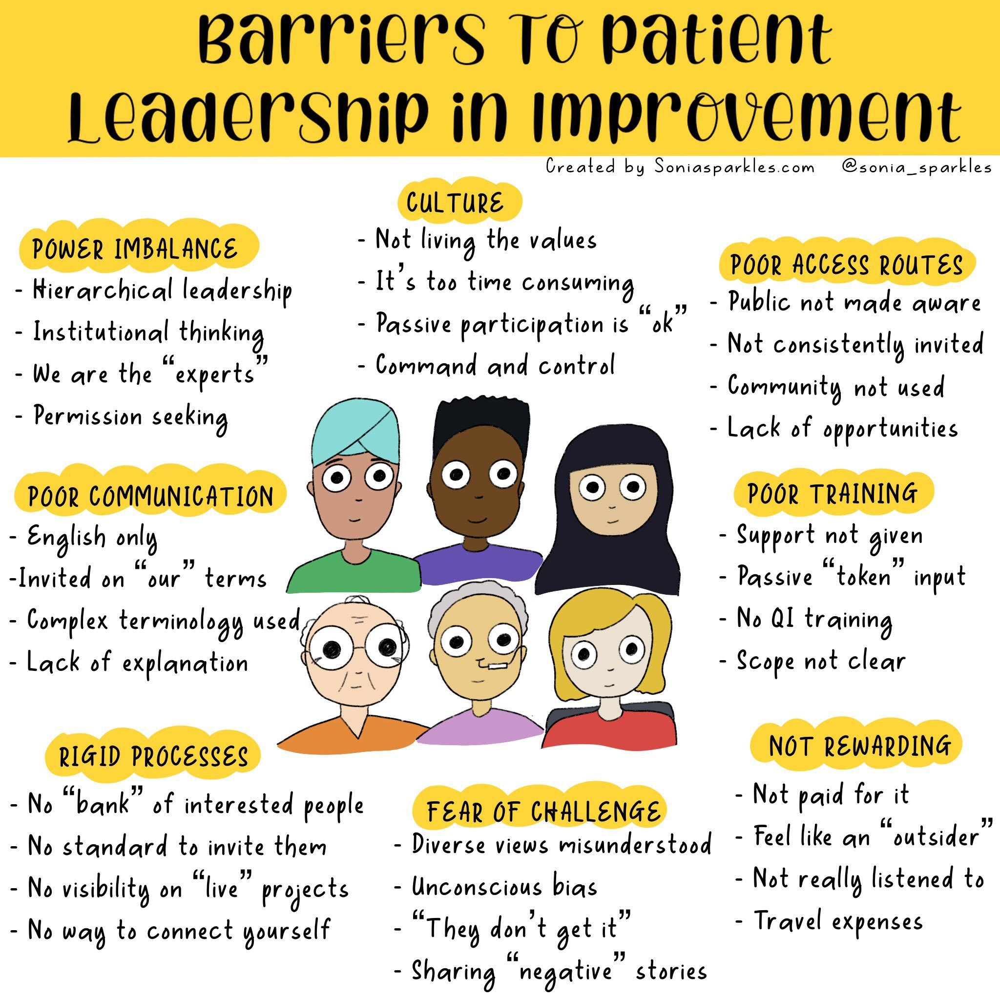 Barriers To Patient
Leadership in Improvement
Created by Soniasparkles.com @sonia_sparkles
CULTURE
- Not living the values
- It's too time consuming
- Passive participation is “ok”
- Command and control
POWER IMBALANCE
- Hierarchical leadership
- Institutional thinking
- We are the “experts”
- Permission seeking
POOR ACCESS ROUTES
- Public not made aware
- Not consistently invited
- Community not used
- Lack of opportunities
POOR COMMUNICATION
- English only
-Invited on “our” terms
- Complex terminology used
- Lack of explanation
POOR TRAINING
- Support not given
- Passive “token” input
- No QI training
- Scope not clear
RIGID PROCESSES
- No “bank” of interested people
- No standard to invite them
- No visibility on “live” projects
- No way to connect yourself
FEAR OF CHALLENGE
- Diverse views misunderstood
- Unconscious bias
- “They don't get it”
- Sharing “negative” stories
NOT REWARDING
- Not paid for it
- Feel like an “outsider”
- Not really listened to
- Travel expenses